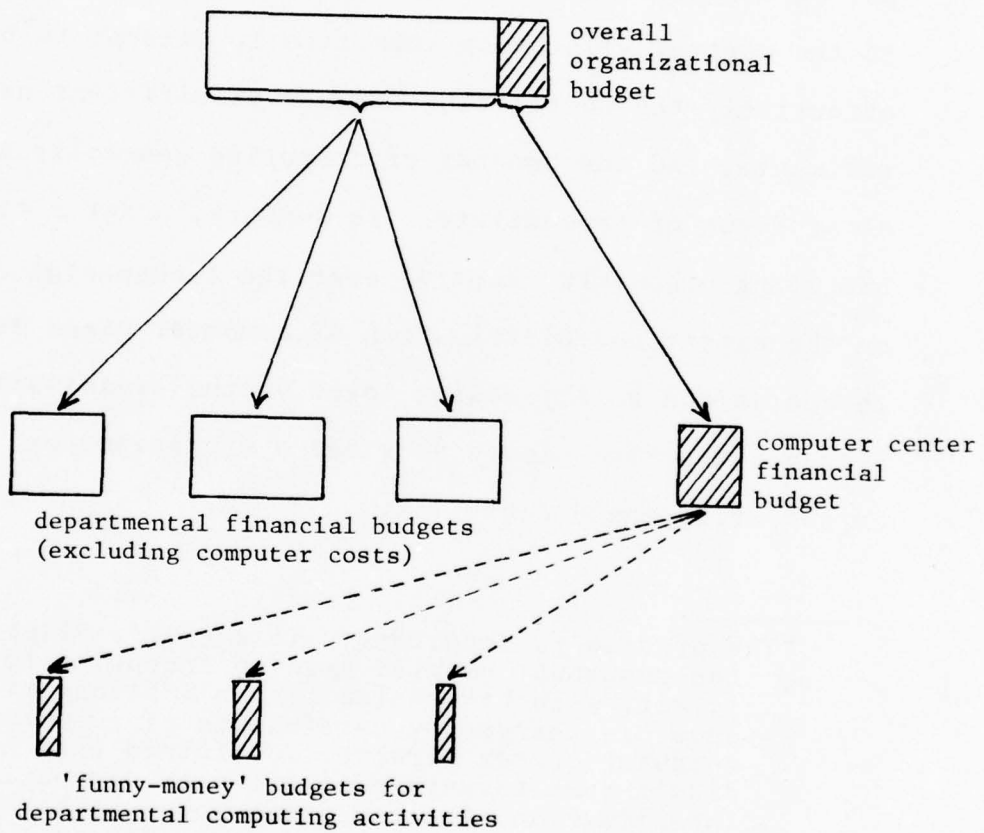 overall
organizational
budget
computer center
financial
budget
departmental financial budgets
(excluding computer costs)
'funny-money' budgets for
departmental computing activities